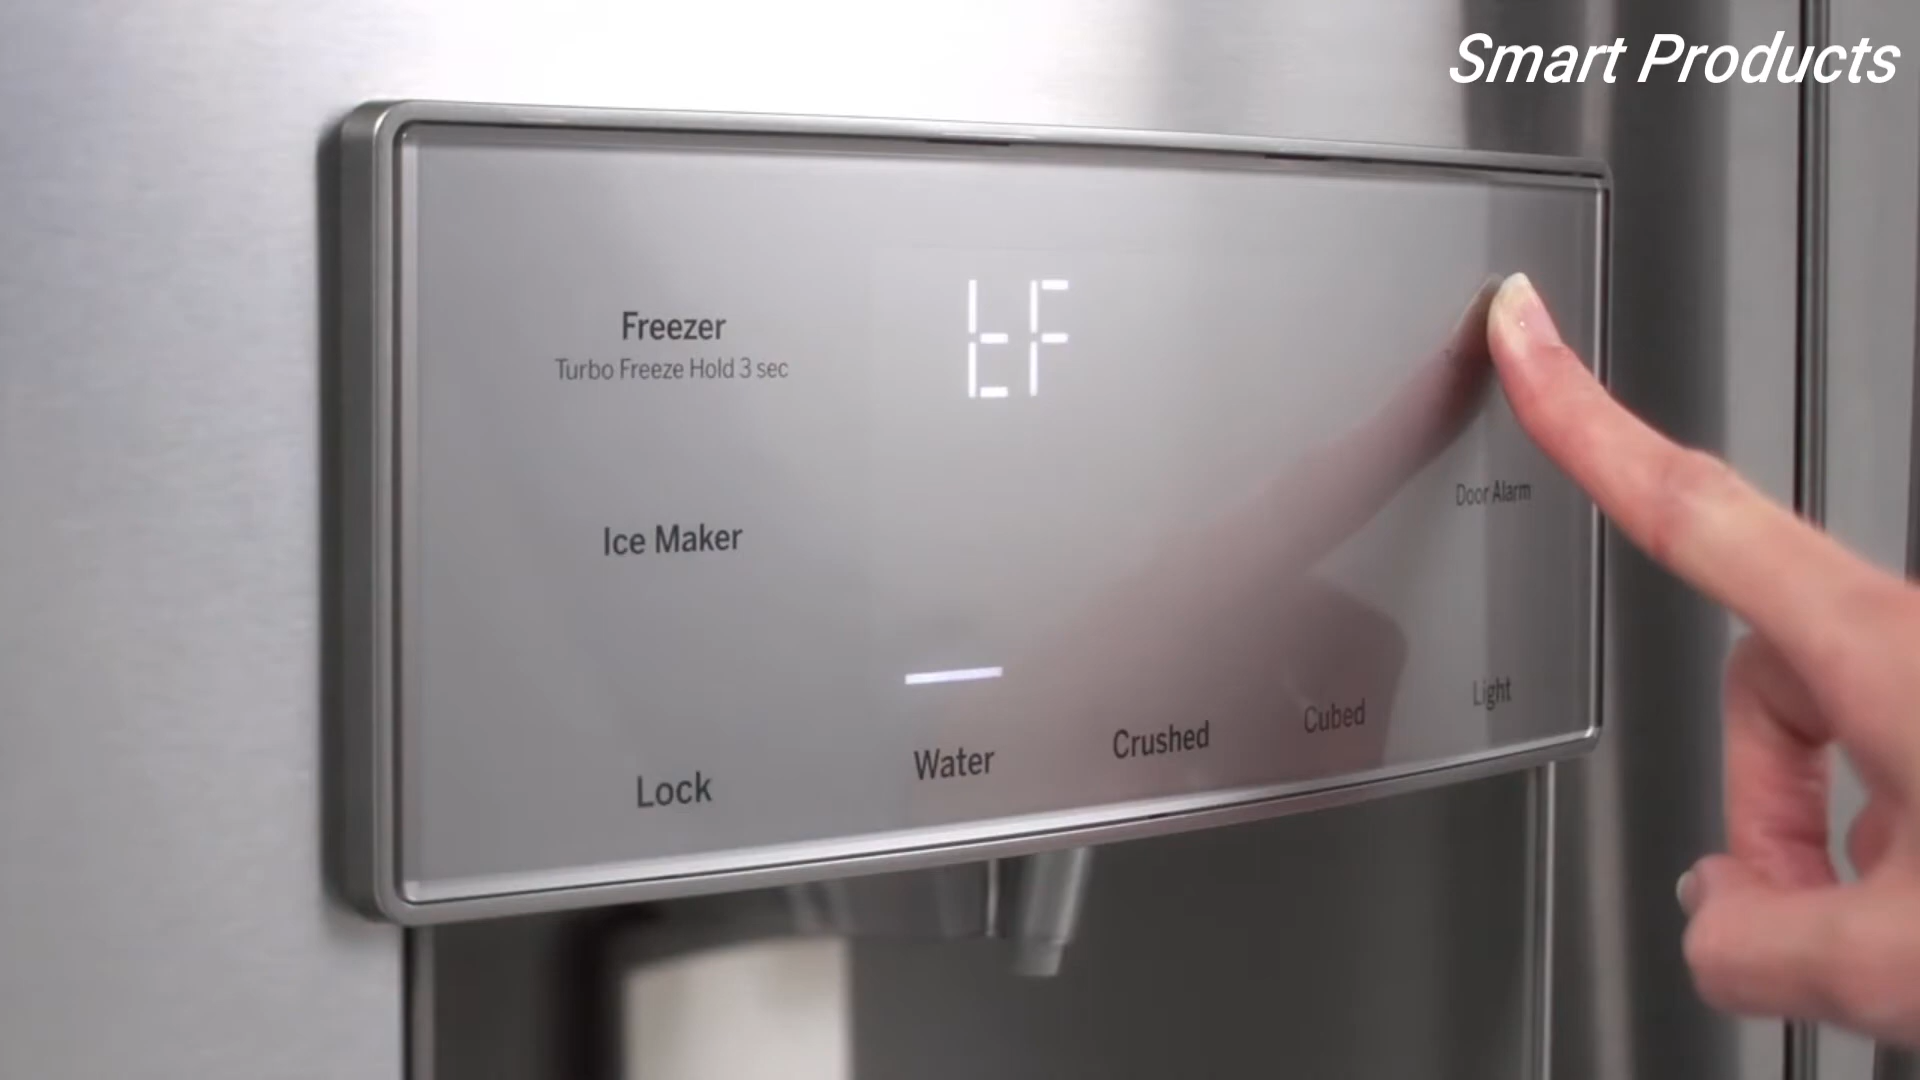 Smart Products
Freezer
Turbo Freeze Hold 3 sec
tF
Ice Maker
Door Alarm
Lock
Water
Crushed
Cubed
Light